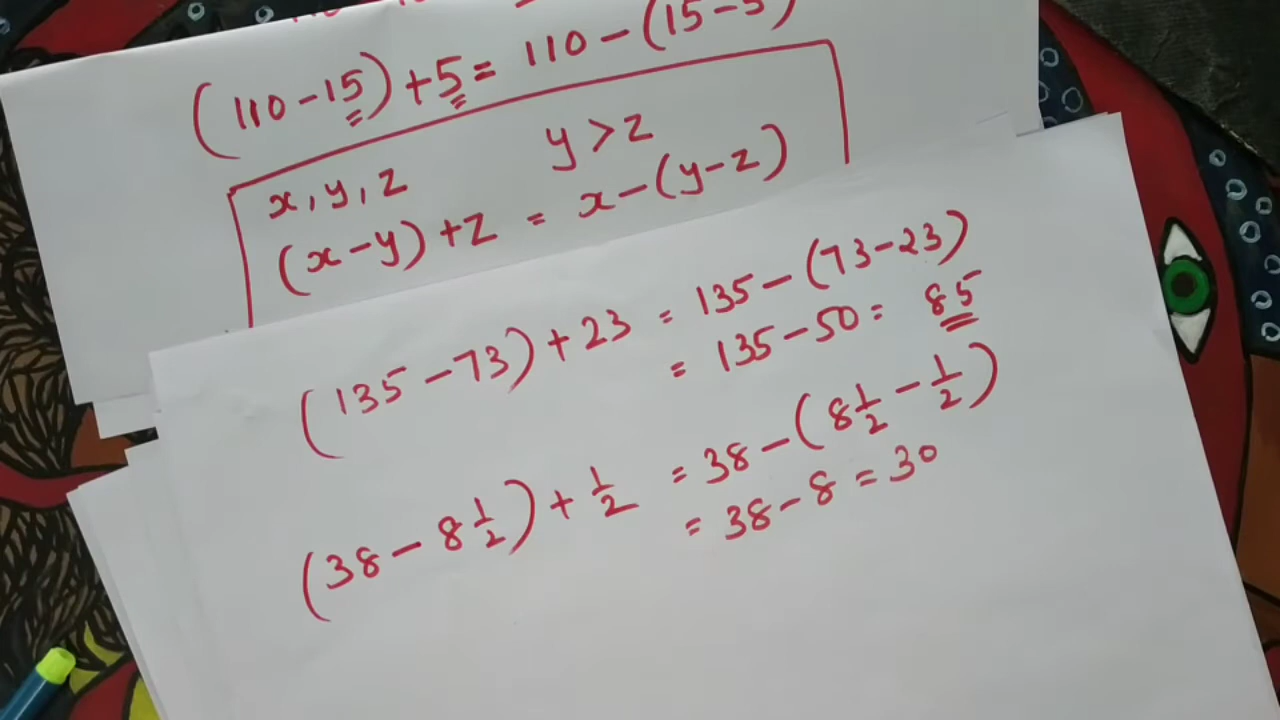 (110-15)+5 = 110-(15-5)
x, y, z y>z
(x-y)+z = x-(y-z)
(135-73)+23 = 135-(73-23)
= 135-50 = 85
(38-8½)+½ = 38-(8½-½)
= 38-8 = 30